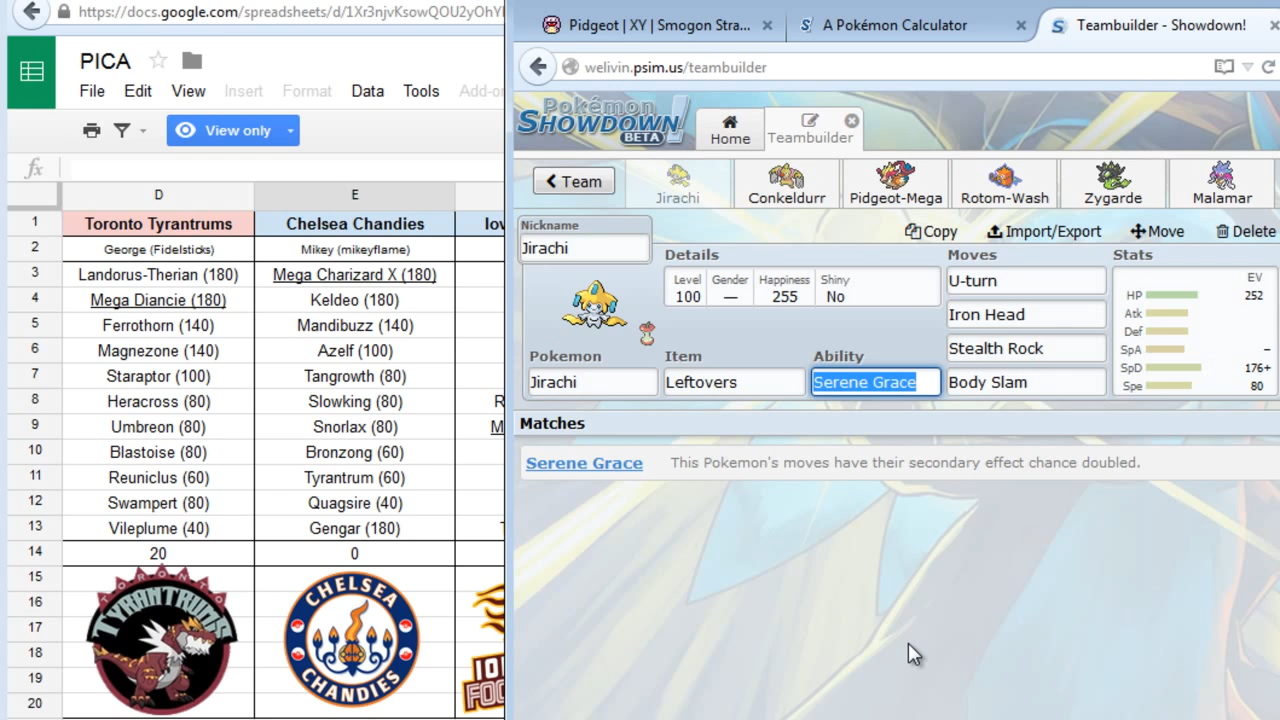 https://docs.google.com/spreadsheets/d/1Xr3njvKsowQOU2yOhYl
PICA
File Edit View Insert Format Data Tools Add-on
View only
fx
D E
1 Toronto Tyrantrums Chelsea Chandies Iow
2 George (Fidelsticks) Mikey (mikeyflame)
3 Landorus-Therian (180) Mega Charizard X (180)
4 Mega Diancie (180) Keldeo (180)
5 Ferrothorn (140) Mandibuzz (140)
6 Magnezone (140) Azelf (100)
7 Staraptor (100) Tangrowth (80)
8 Heracross (80) Slowking (80) R
9 Umbreon (80) Snorlax (80) M
10 Blastoise (80) Bronzong (60)
11 Reuniclus (60) Tyrantrum (60)
12 Swampert (80) Quagsire (40)
13 Vileplume (40) Gengar (180) T
14 20 0
15
16
17
18
19
20
TORONTO
TYRANTRUMS
CHELSEA
CHANDIES
Pidgeot | XY | Smogon Stra...
A Pokémon Calculator
Teambuilder - Showdown!
welivin.psim.us/teambuilder
Pokémon
SHOWDOWN!
BETA
Home
Teambuilder
Team
Jirachi Conkeldurr Pidgeot-Mega Rotom-Wash Zygarde Malamar
Copy Import/Export Move Delete
Nickname
Jirachi
Details
Level Gender Happiness Shiny
100 — 255 No
Pokemon Item Ability
Jirachi Leftovers Serene Grace
Moves
U-turn
Iron Head
Stealth Rock
Body Slam
Stats
EV
HP 252
Atk
Def
SpA –
SpD 176+
Spe 80
Matches
Serene Grace This Pokemon's moves have their secondary effect chance doubled.